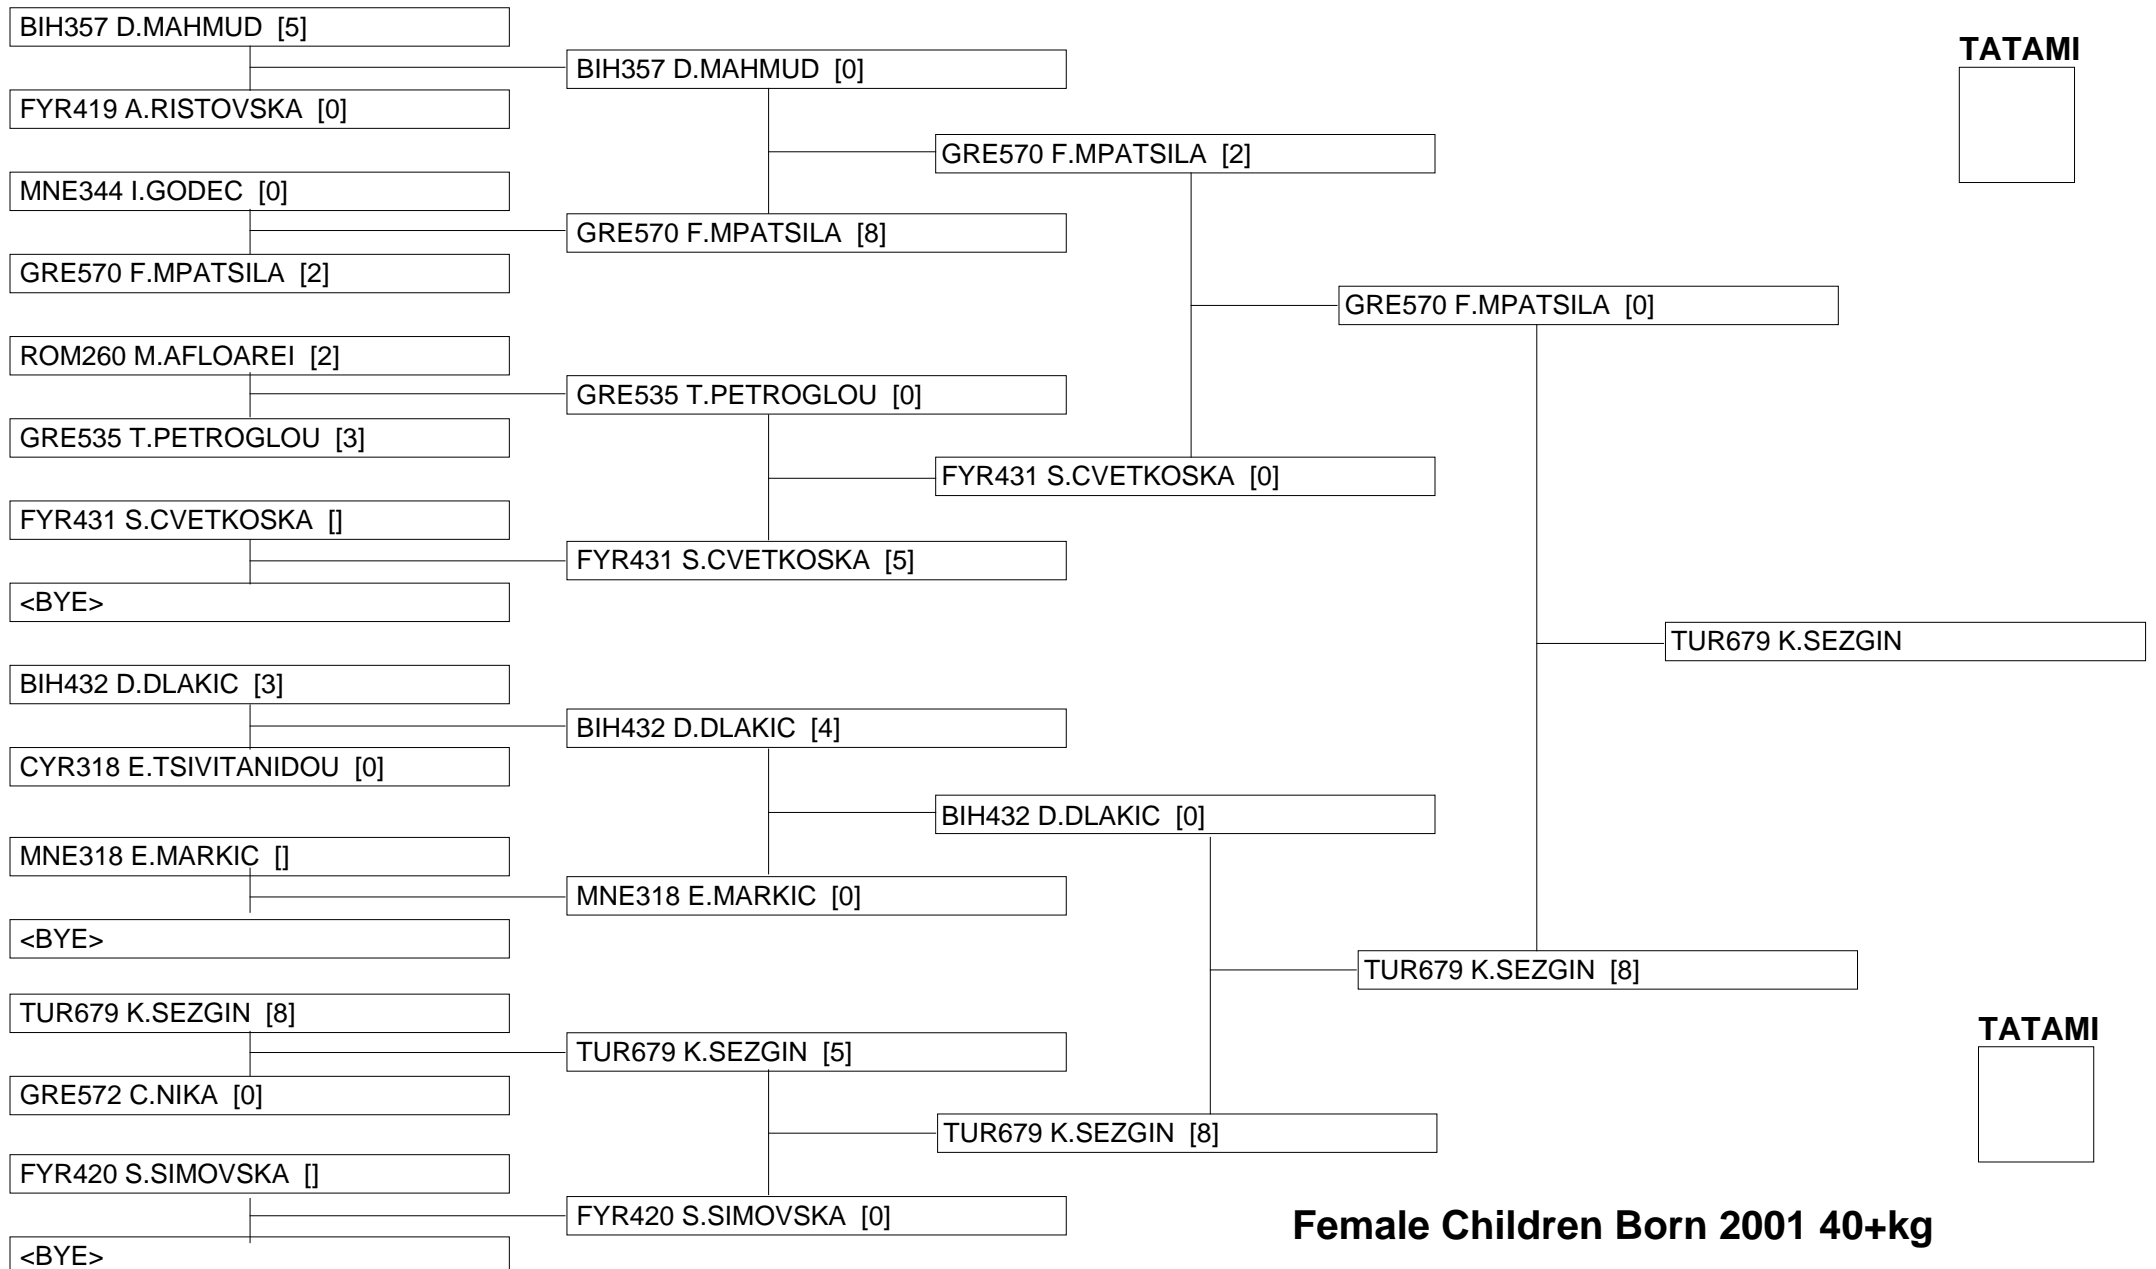 BIH357 D.MAHMUD [5]
FYR419 A.RISTOVSKA [0]
MNE344 I.GODEC [0]
GRE570 F.MPATSILA [2]
ROM260 M.AFLOAREI [2]
GRE535 T.PETROGLOU [3]
FYR431 S.CVETKOSKA []
<BYE>
BIH432 D.DLAKIC [3]
CYR318 E.TSIVITANIDOU [0]
MNE318 E.MARKIC []
<BYE>
TUR679 K.SEZGIN [8]
GRE572 C.NIKA [0]
FYR420 S.SIMOVSKA []
<BYE>
BIH357 D.MAHMUD [0]
GRE570 F.MPATSILA [8]
GRE535 T.PETROGLOU [0]
FYR431 S.CVETKOSKA [5]
BIH432 D.DLAKIC [4]
MNE318 E.MARKIC [0]
TUR679 K.SEZGIN [5]
FYR420 S.SIMOVSKA [0]
GRE570 F.MPATSILA [2]
FYR431 S.CVETKOSKA [0]
BIH432 D.DLAKIC [0]
TUR679 K.SEZGIN [8]
GRE570 F.MPATSILA [0]
TUR679 K.SEZGIN [8]
TUR679 K.SEZGIN
TATAMI
TATAMI
Female Children Born 2001 40+kg